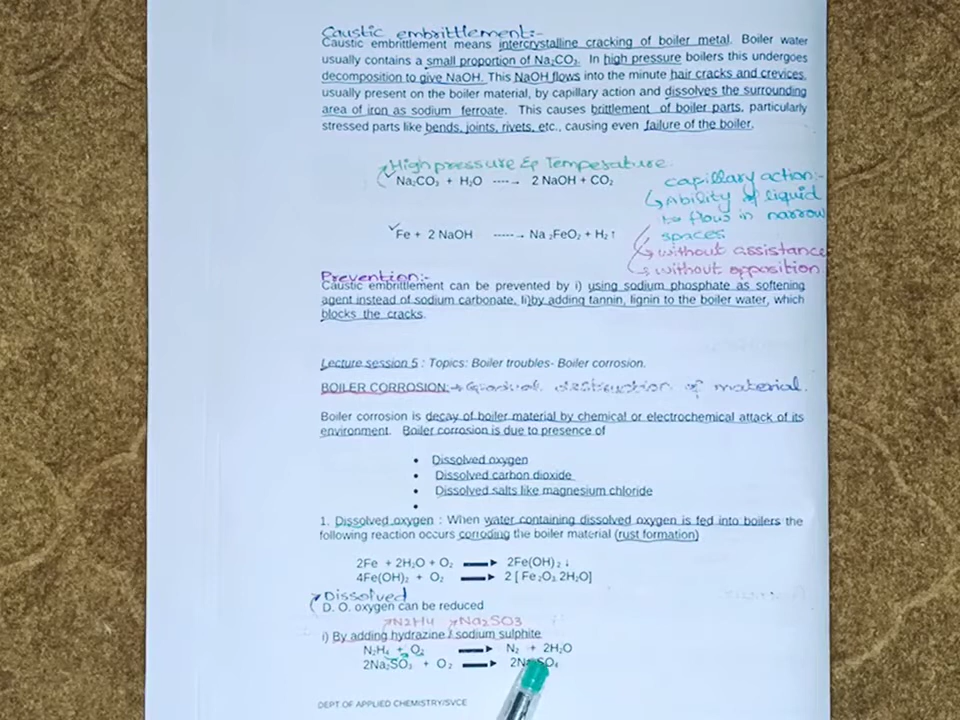 Caustic embrittlement:-
Caustic embrittlement means intercrystalline cracking of boiler metal. Boiler water
usually contains a small proportion of Na₂CO₃. In high pressure boilers this undergoes
decomposition to give NaOH. This NaOH flows into the minute hair cracks and crevices,
usually present on the boiler material, by capillary action and dissolves the surrounding
area of iron as sodium ferroate. This causes brittlement of boiler parts, particularly
stressed parts like bends, joints, rivets, etc., causing even failure of the boiler.
High pressure & Temperature
Na₂CO₃ + H₂O ----→ 2 NaOH + CO₂
capillary action:-
↳ Ability of liquid
to flow in narrow
spaces
→ without assistance
→ without opposition
Fe + 2 NaOH -----→ Na ₂FeO₂ + H₂↑
Prevention:-
Caustic embrittlement can be prevented by i) using sodium phosphate as softening
agent instead of sodium carbonate, Ii)by adding tannin, lignin to the boiler water, which
blocks the cracks.
Lecture session 5 : Topics: Boiler troubles- Boiler corrosion.
BOILER CORROSION: → Gradual destruction of material.
Boiler corrosion is decay of boiler material by chemical or electrochemical attack of its
environment. Boiler corrosion is due to presence of
• Dissolved oxygen
• Dissolved carbon dioxide
• Dissolved salts like magnesium chloride
•
1. Dissolved oxygen : When water containing dissolved oxygen is fed into boilers the
following reaction occurs corroding the boiler material (rust formation)
2Fe + 2H₂O + O₂ → 2Fe(OH)₂ ↓
4Fe(OH)₂ + O₂ → 2 [ Fe₂O₃.2H₂O]
Dissolved
D. O. oxygen can be reduced
N2H4 Na2SO3
i) By adding hydrazine / sodium sulphite
N₂H₄ + O₂ → N₂ + 2H₂O
2Na₂SO₃ + O₂ → SO₄
DEPT OF APPLIED CHEMISTRY/SVCE